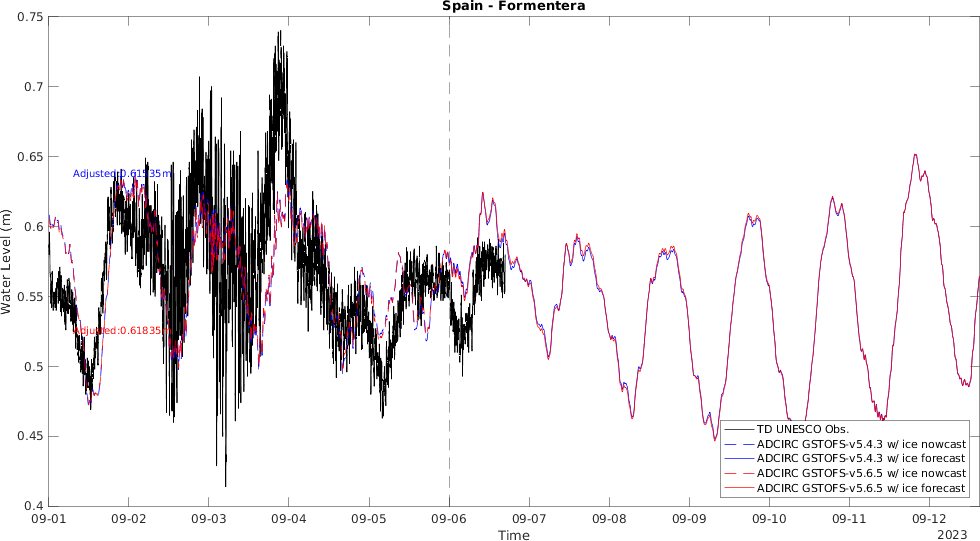 Spain - Formentera
0.75
0.7
0.65
0.6
0.55
0.5
0.45
0.4
Water Level (m)
Adjusted:0.61535m
Adjusted:0.61835m
TD UNESCO Obs.
ADCIRC GSTOFS-v5.4.3 w/ ice nowcast
ADCIRC GSTOFS-v5.4.3 w/ ice forecast
ADCIRC GSTOFS-v5.6.5 w/ ice nowcast
ADCIRC GSTOFS-v5.6.5 w/ ice forecast
09-01 09-02 09-03 09-04 09-05 09-06 09-07 09-08 09-09 09-10 09-11 09-12
Time
2023